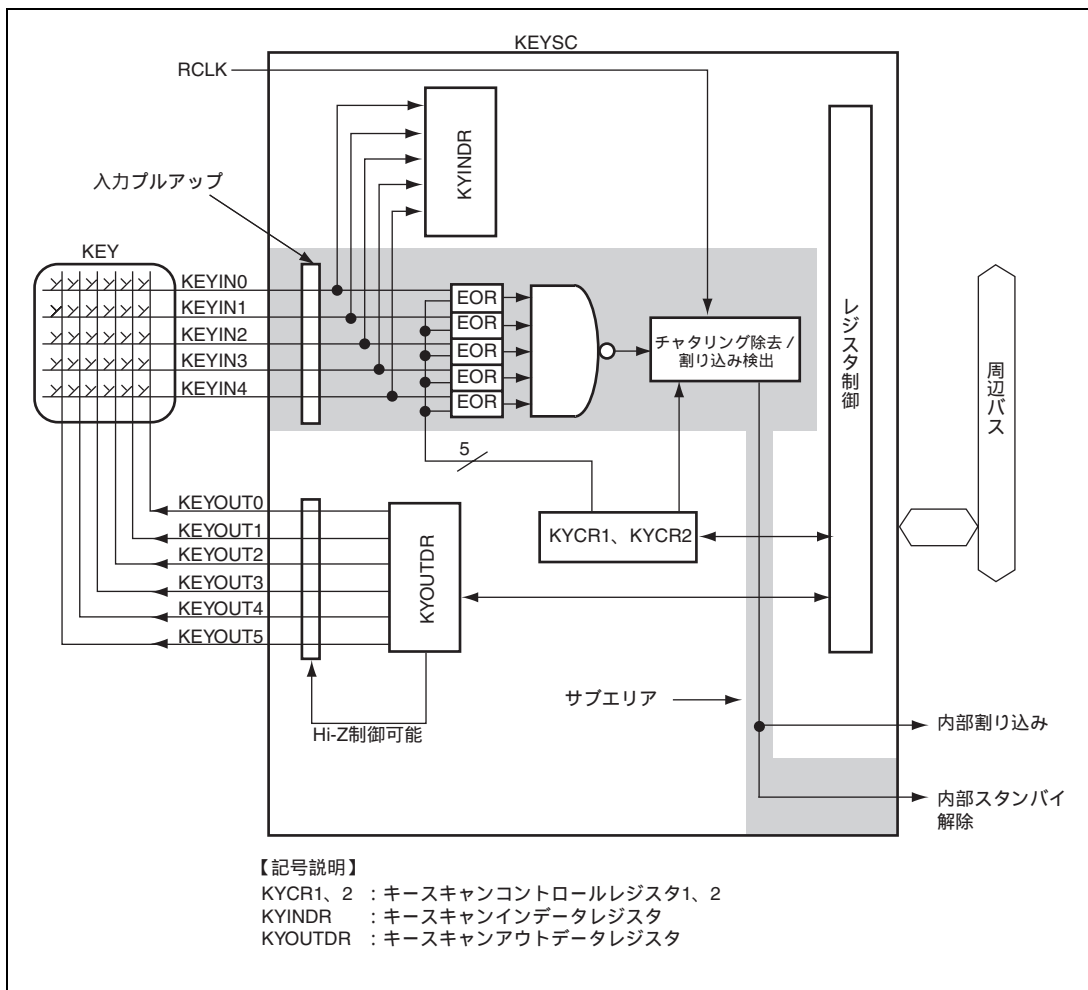 KEYSC
RCLK
KYINDR
入力プルアップ
KEY
KEYIN0
KEYIN1
KEYIN2
KEYIN3
KEYIN4
EOR
EOR
EOR
EOR
EOR
チャタリング除去 /
割り込み検出
レジスタ制御
周辺バス
5
KEYOUT0
KEYOUT1
KEYOUT2
KEYOUT3
KEYOUT4
KEYOUT5
KYOUTDR
KYCR1、KYCR2
Hi-Z制御可能
サブエリア
内部割り込み
内部スタンバイ
解除
【記号説明】
KYCR1、2 : キースキャンコントロールレジスタ1、2
KYINDR : キースキャンインデータレジスタ
KYOUTDR : キースキャンアウトデータレジスタ